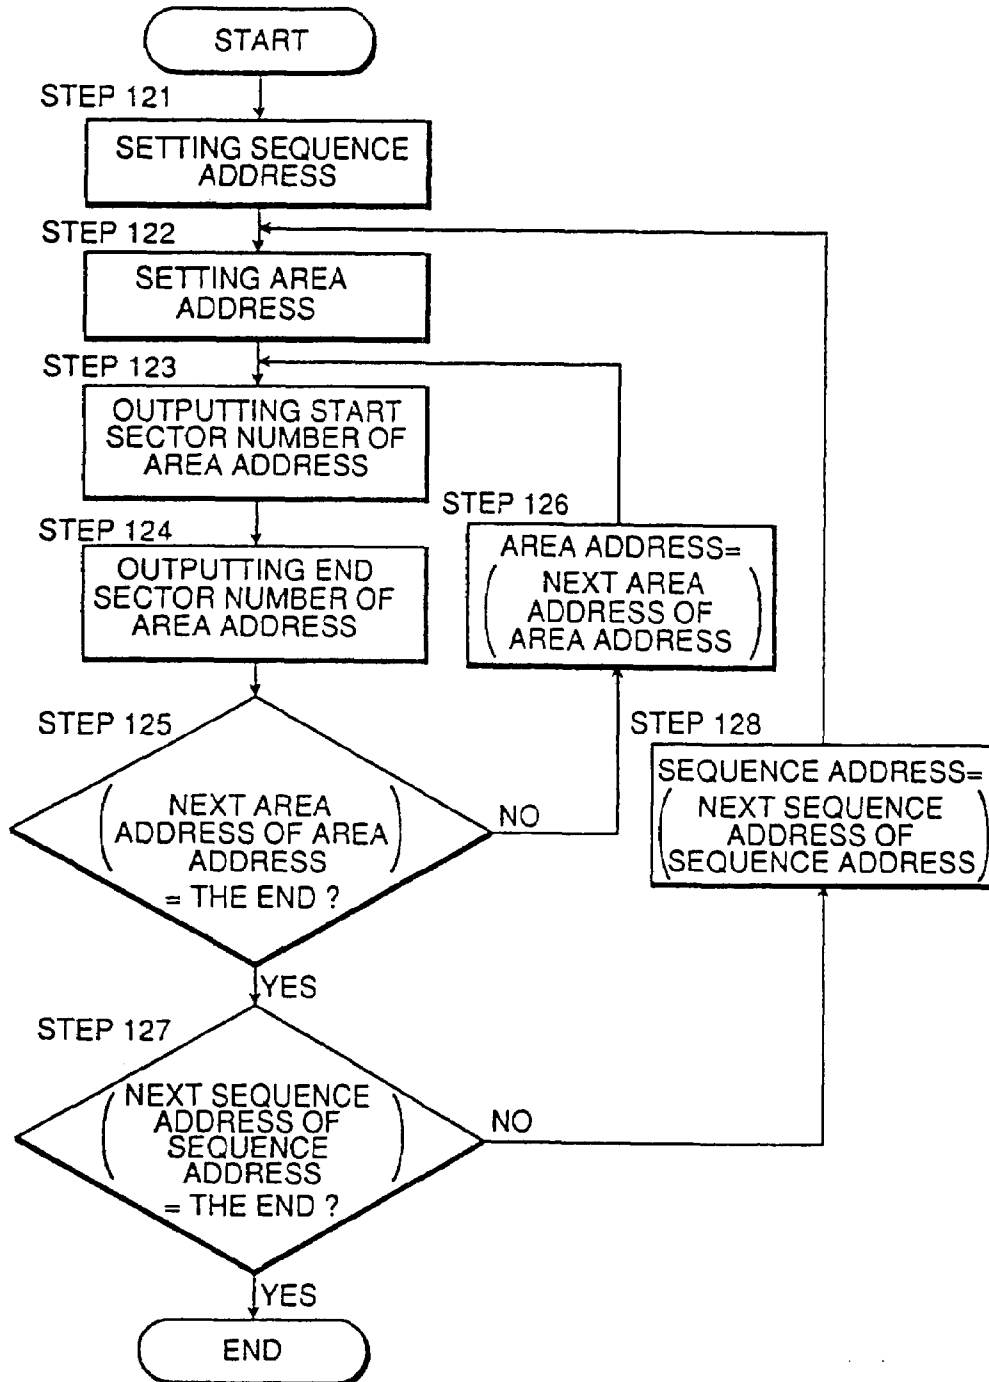 START
STEP 121
SETTING SEQUENCE
ADDRESS
STEP 122
SETTING AREA
ADDRESS
STEP 123
OUTPUTTING START
SECTOR NUMBER OF
AREA ADDRESS
STEP 124
OUTPUTTING END
SECTOR NUMBER OF
AREA ADDRESS
STEP 126
AREA ADDRESS=
( NEXT AREA
ADDRESS OF
AREA ADDRESS )
STEP 125
( NEXT AREA
ADDRESS OF AREA
ADDRESS )
= THE END ?
NO
STEP 128
SEQUENCE ADDRESS=
( NEXT SEQUENCE
ADDRESS OF
SEQUENCE ADDRESS )
YES
STEP 127
( NEXT SEQUENCE
ADDRESS OF
SEQUENCE
ADDRESS )
= THE END ?
NO
YES
END